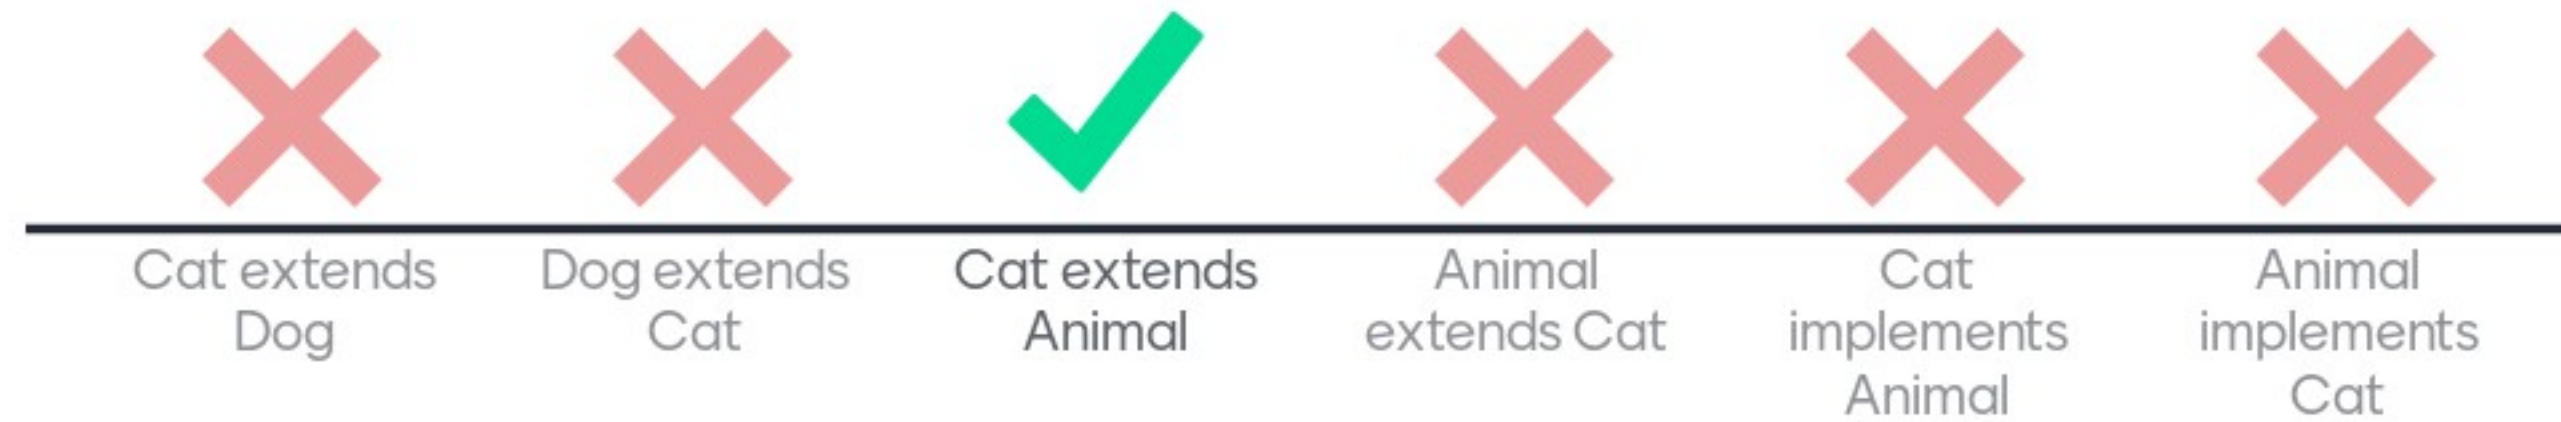 Cat extends
Dog
Dog extends
Cat
Cat extends
Animal
Animal
extends Cat
Cat
implements
Animal
Animal
implements
Cat